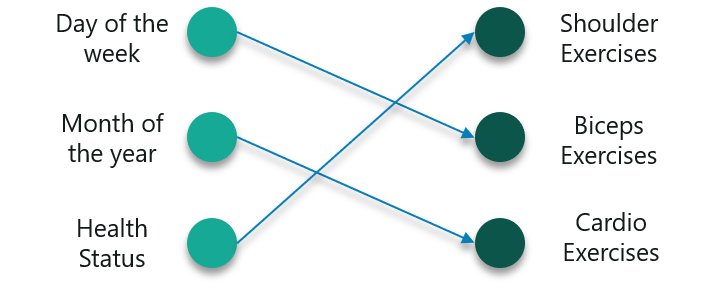 Day of the
week
Shoulder
Exercises
Month of
the year
Biceps
Exercises
Health
Status
Cardio
Exercises